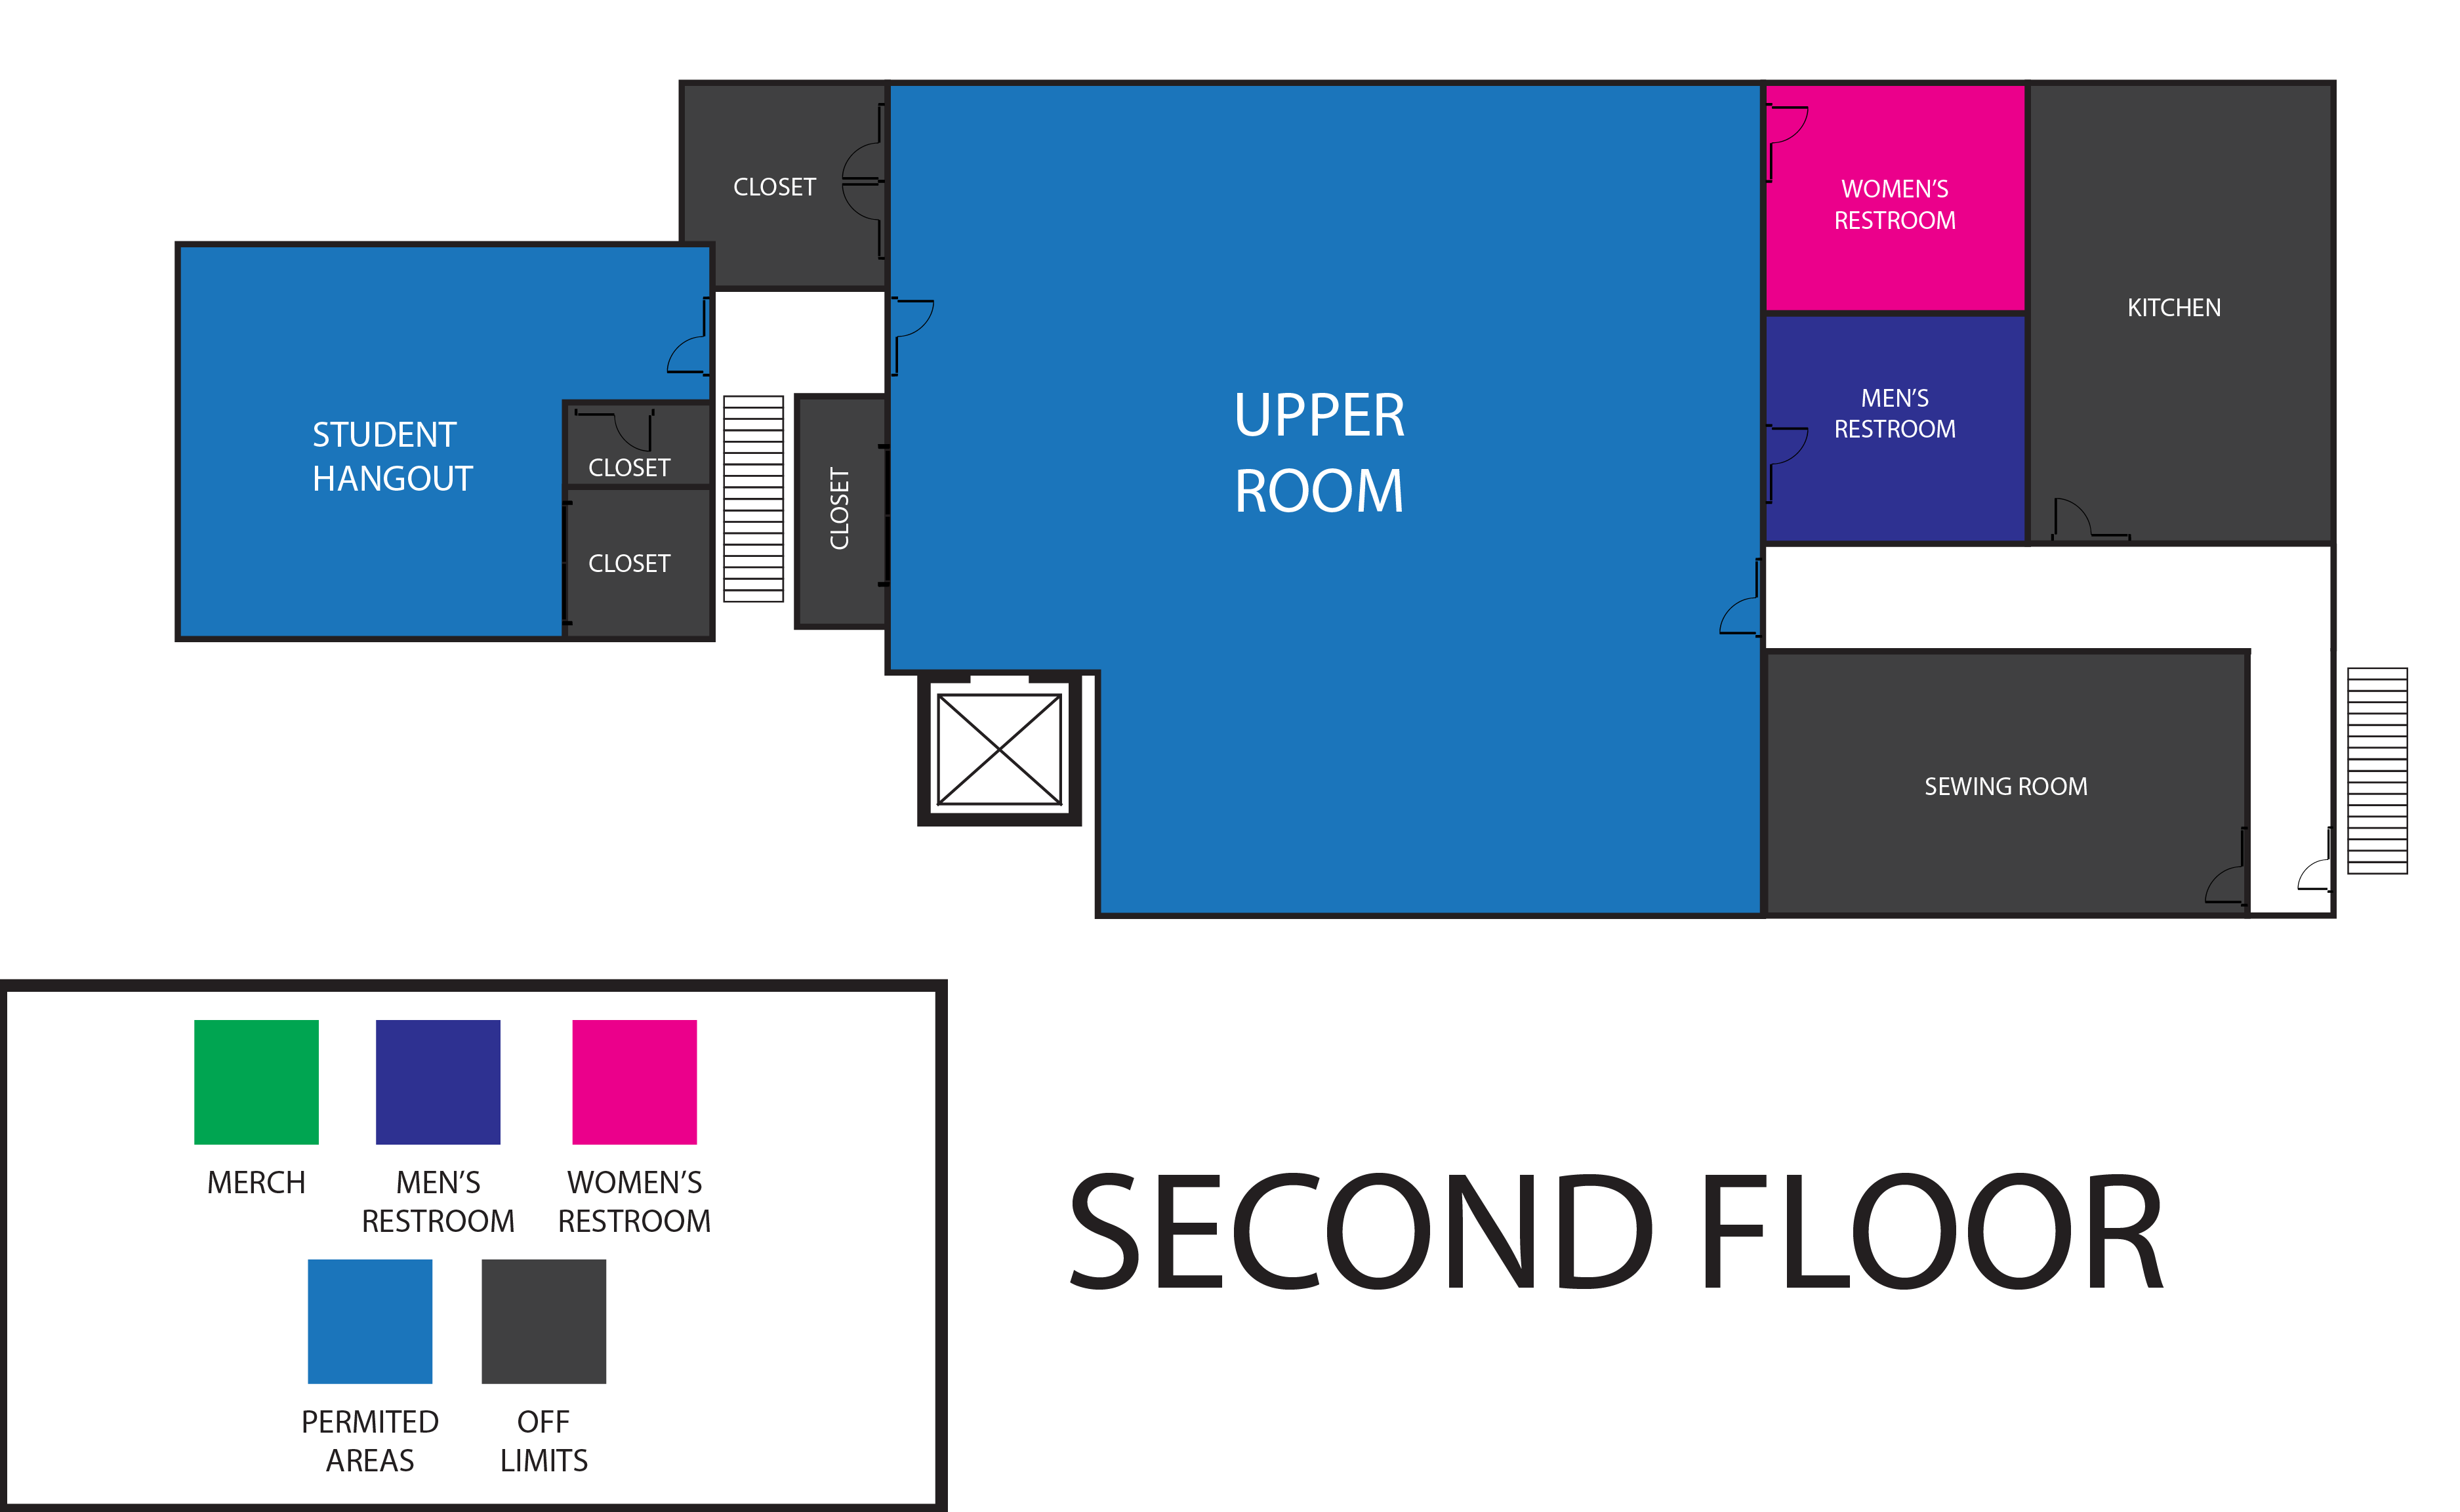 CLOSET
WOMEN'S
RESTROOM
KITCHEN
STUDENT
HANGOUT
CLOSET
CLOSET
CLOSET
UPPER
ROOM
MEN'S
RESTROOM
SEWING ROOM
MERCH
MEN'S
RESTROOM
WOMEN'S
RESTROOM
PERMITED
AREAS
OFF
LIMITS
SECOND FLOOR